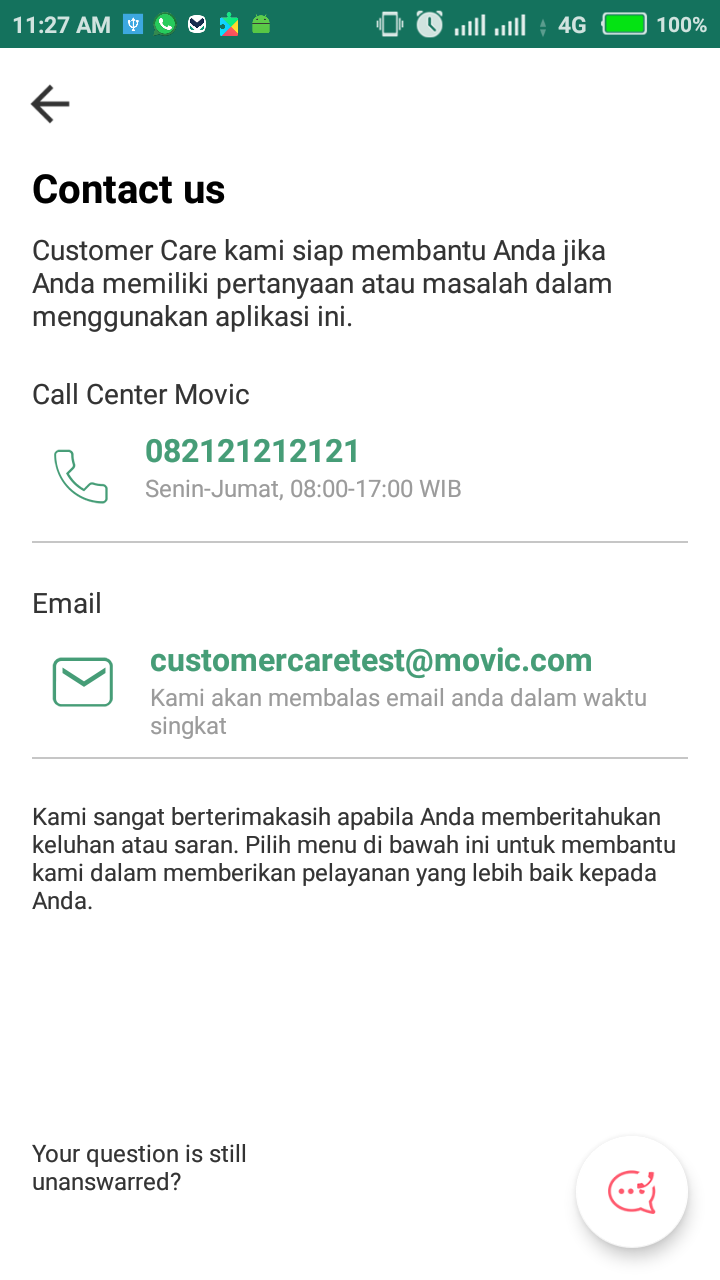 11:27 AM 4G 100%
Contact us
Customer Care kami siap membantu Anda jika
Anda memiliki pertanyaan atau masalah dalam
menggunakan aplikasi ini.
Call Center Movic
082121212121
Senin-Jumat, 08:00-17:00 WIB
Email
customercaretest@movic.com
Kami akan membalas email anda dalam waktu
singkat
Kami sangat berterimakasih apabila Anda memberitahukan
keluhan atau saran. Pilih menu di bawah ini untuk membantu
kami dalam memberikan pelayanan yang lebih baik kepada
Anda.
Your question is still
unanswarred?